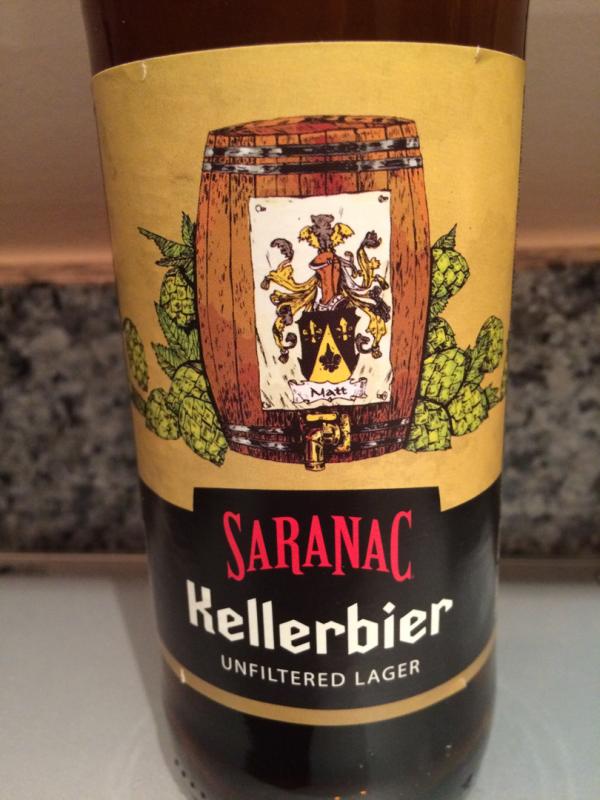 Matt
SARANAC
Kellerbier
UNFILTERED LAGER